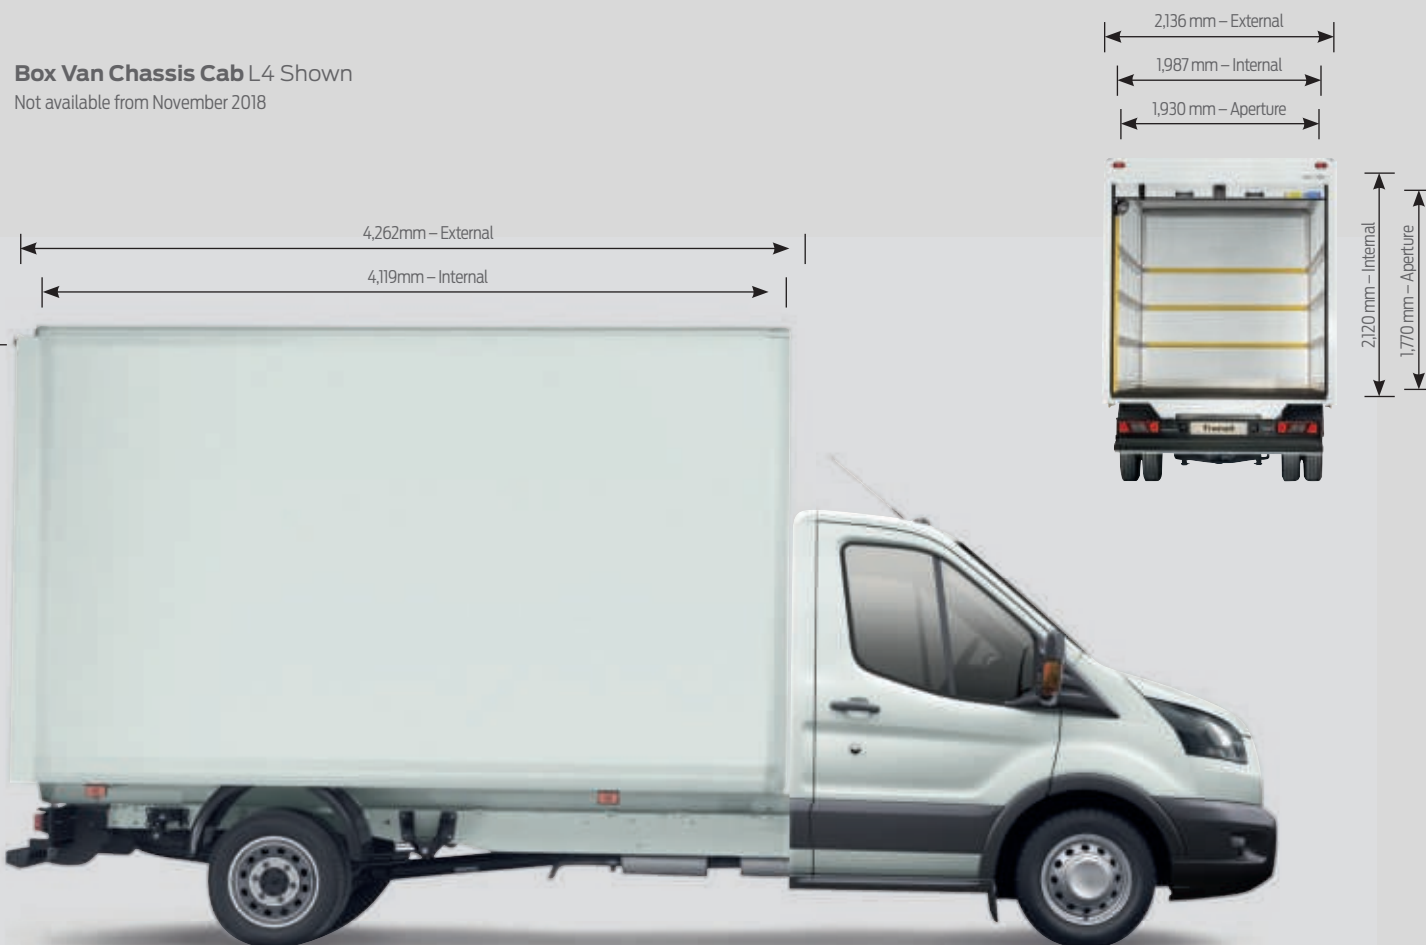 Box Van Chassis Cab L4 Shown
Not available from November 2018
2,136 mm – External
1,987 mm – Internal
1,930 mm – Aperture
4,262mm – External
4,119mm – Internal
2,120 mm – Internal
1,770 mm – Aperture
Transit